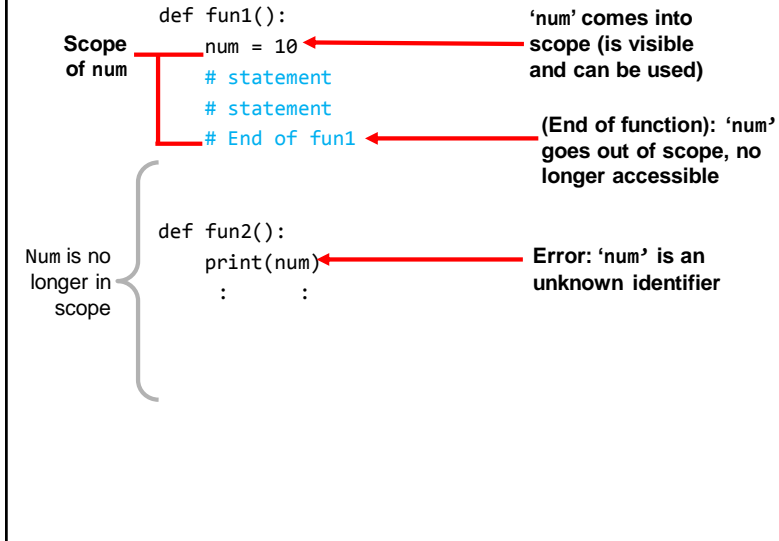 def fun1():
num = 10
# statement
# statement
# End of fun1
Scope
of num
‘num’ comes into
scope (is visible
and can be used)
(End of function): ‘num’
goes out of scope, no
longer accessible
def fun2():
print(num)
: :
Num is no
longer in
scope
Error: ‘num’ is an
unknown identifier